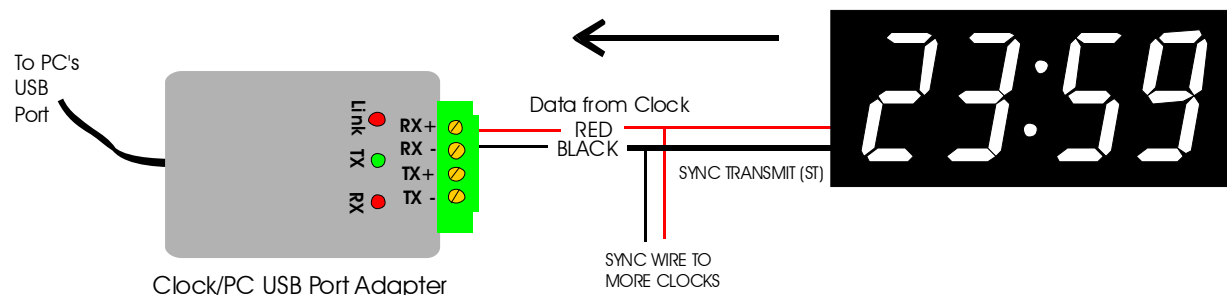 To PC's
USB
Port
Link
TX
RX
RX+
RX -
TX+
TX -
Clock/PC USB Port Adapter
Data from Clock
RED
BLACK
SYNC TRANSMIT (ST)
SYNC WIRE TO
MORE CLOCKS
23:59